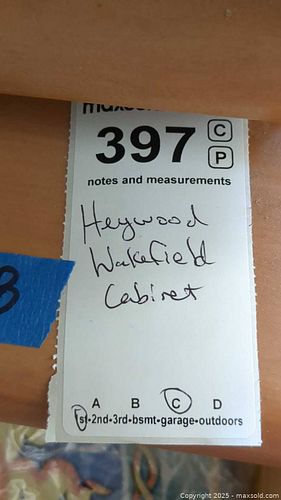 397 C
P
notes and measurements
Heywood
Wakefield
Cabinet
A B C D
1st-2nd-3rd-bsmt-garage-outdoors
Copyright © 2025 - maxsold.com